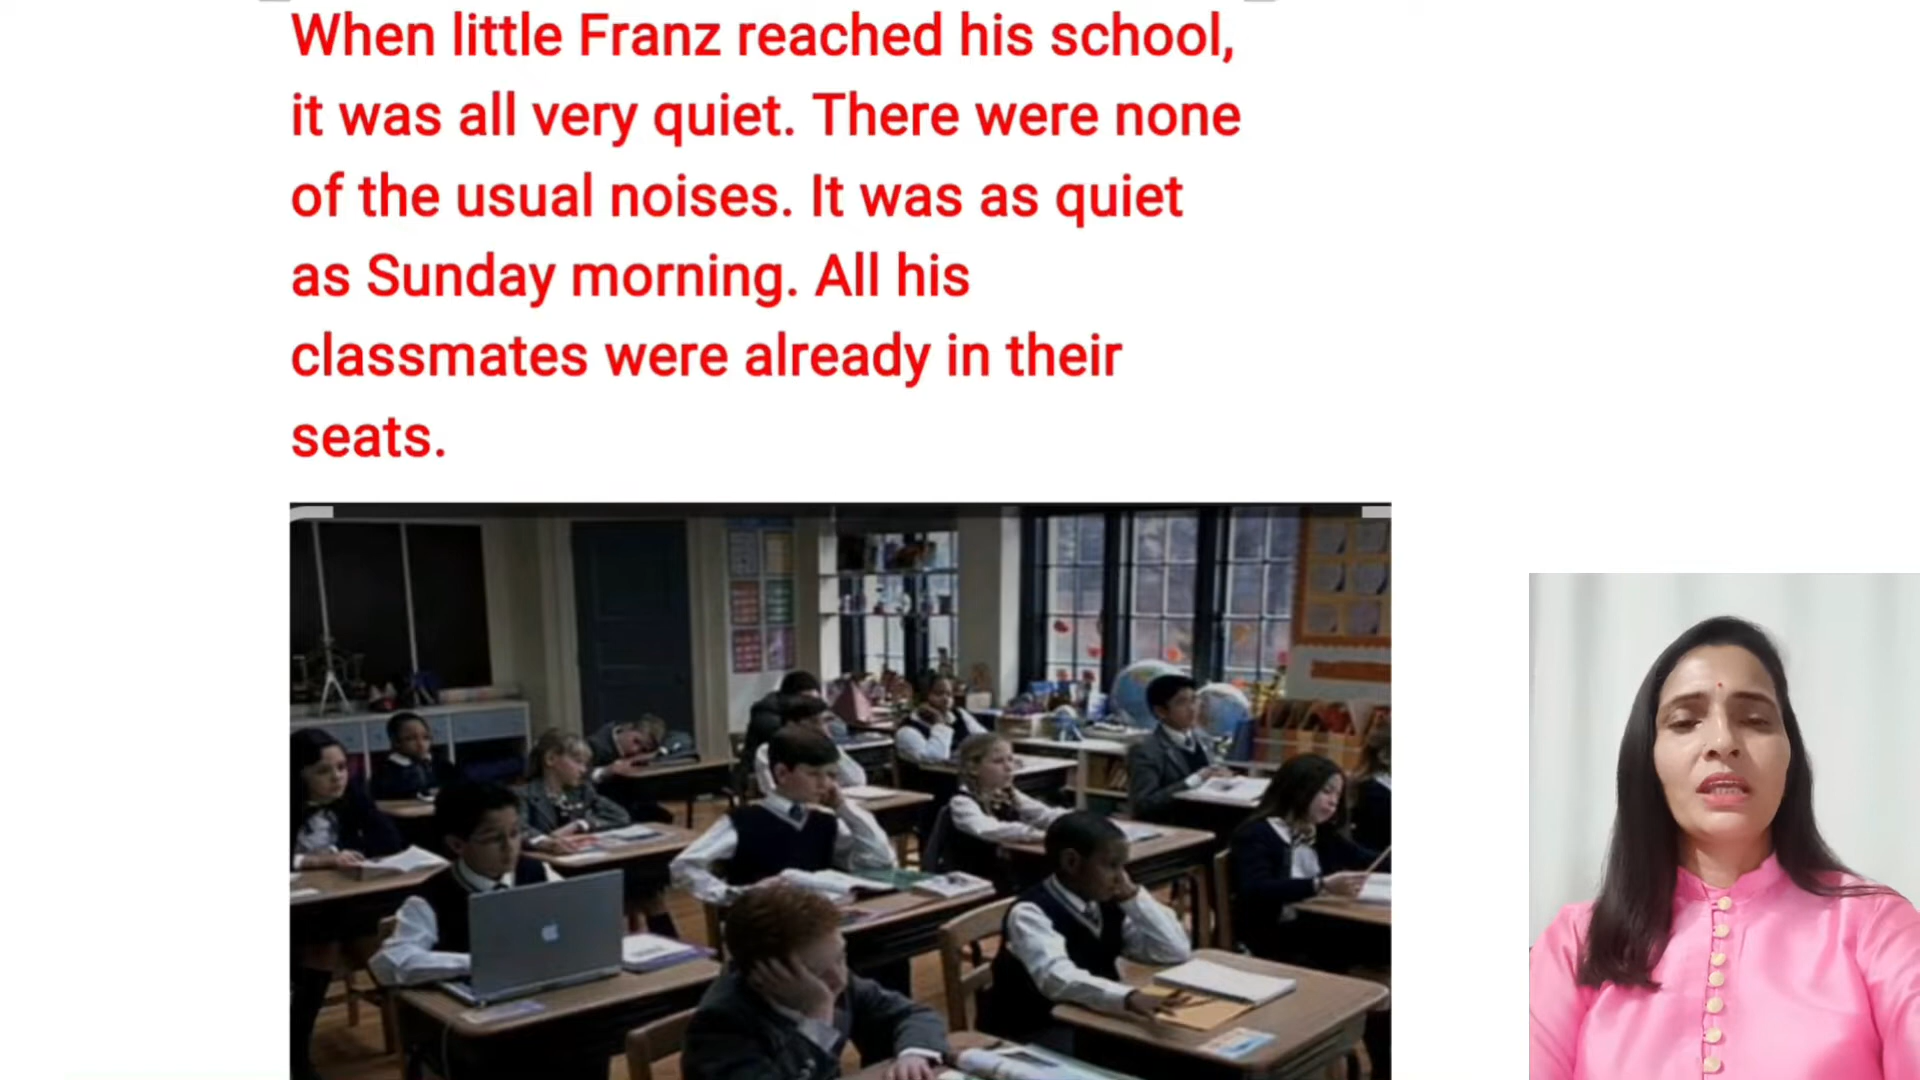 When little Franz reached his school,
it was all very quiet. There were none
of the usual noises. It was as quiet
as Sunday morning. All his
classmates were already in their
seats.